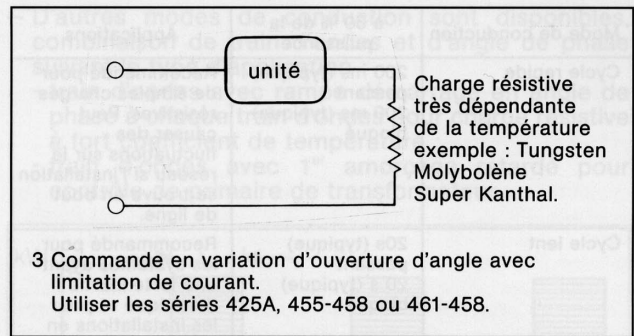 unité
Charge résistive
très dépendante
de la température
exemple : Tungsten
Molybolène
Super Kanthal.
3 Commande en variation d'ouverture d'angle avec
limitation de courant.
Utiliser les séries 425A, 455-458 ou 461-458.